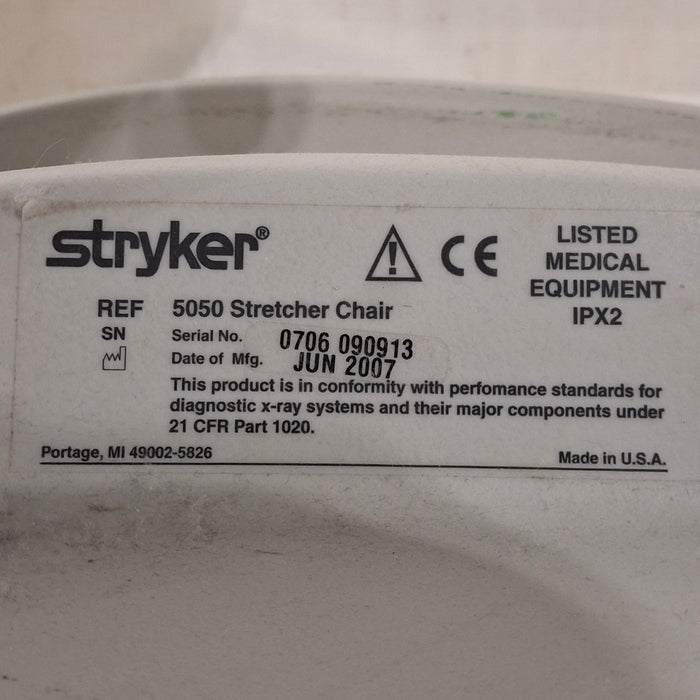 stryker®
CE
LISTED
MEDICAL
EQUIPMENT
IPX2
REF 5050 Stretcher Chair
SN Serial No. 0706 090913
Date of Mfg. JUN 2007
This product is in conformity with perfomance standards for
diagnostic x-ray systems and their major components under
21 CFR Part 1020.
Portage, MI 49002-5826 Made in U.S.A.